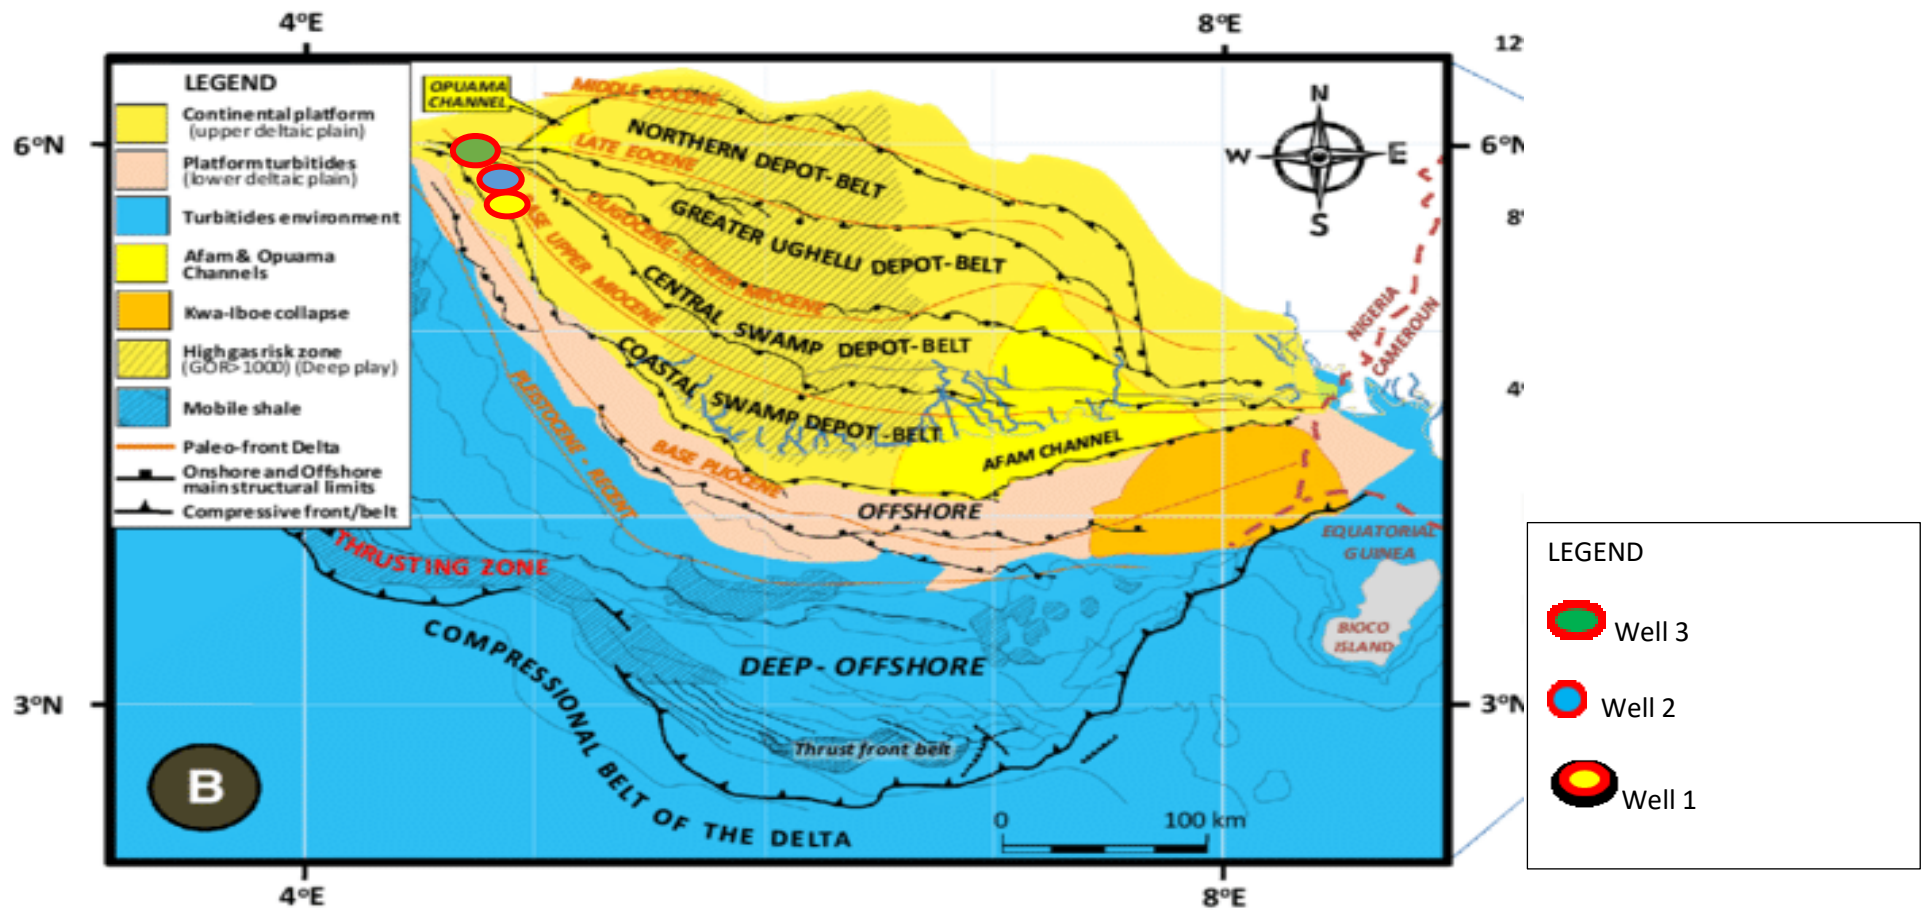 4°E
8°E
12°
LEGEND
Continental platform
(upper deltaic plain)
Platform turbitides
(lower deltaic plain)
Turbitides environment
Afam & Opuama
Channels
Kwa-Iboe collapse
High gas risk zone
(GOR>1000) (Deep play)
Mobile shale
Paleo-front Delta
Onshore and Offshore
main structural limits
Compressive front/belt
OPUAMA
CHANNEL
MIDDLE EOCENE
NORTHERN DEPOT-BELT
LATE EOCENE
GREATER UGHELLI DEPOT-BELT
OLIGOCENE-LOWER MIOCENE
CENTRAL SWAMP DEPOT-BELT
BASE UPPER MIOCENE
COASTAL SWAMP DEPOT-BELT
AFAM CHANNEL
PLEISTOCENE - RECENT
BASE PLIOCENE
OFFSHORE
THRUSTING ZONE
DEEP - OFFSHORE
COMPRESSIONAL BELT OF THE DELTA
Thrust front belt
N
W
E
S
NIGERIA
CAMEROUN
EQUATORIAL
GUINEA
BIOCO
ISLAND
6°N
6°N
8°
4°
3°N
3°N
B
0 100 km
4°E
8°E
LEGEND
Well 3
Well 2
Well 1